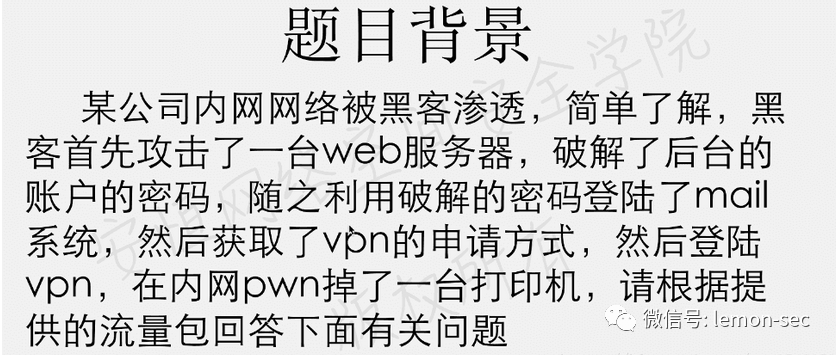 题目背景
某公司内网网络被黑客渗透，简单了解，黑
客首先攻击了一台web服务器，破解了后台的
账户的密码，随之利用破解的密码登陆了mail
系统，然后获取了vpn的申请方式，然后登陆
vpn，在内网pwn掉了一台打印机，请根据提
供的流量包回答下面有关问题
微信号: lemon-sec